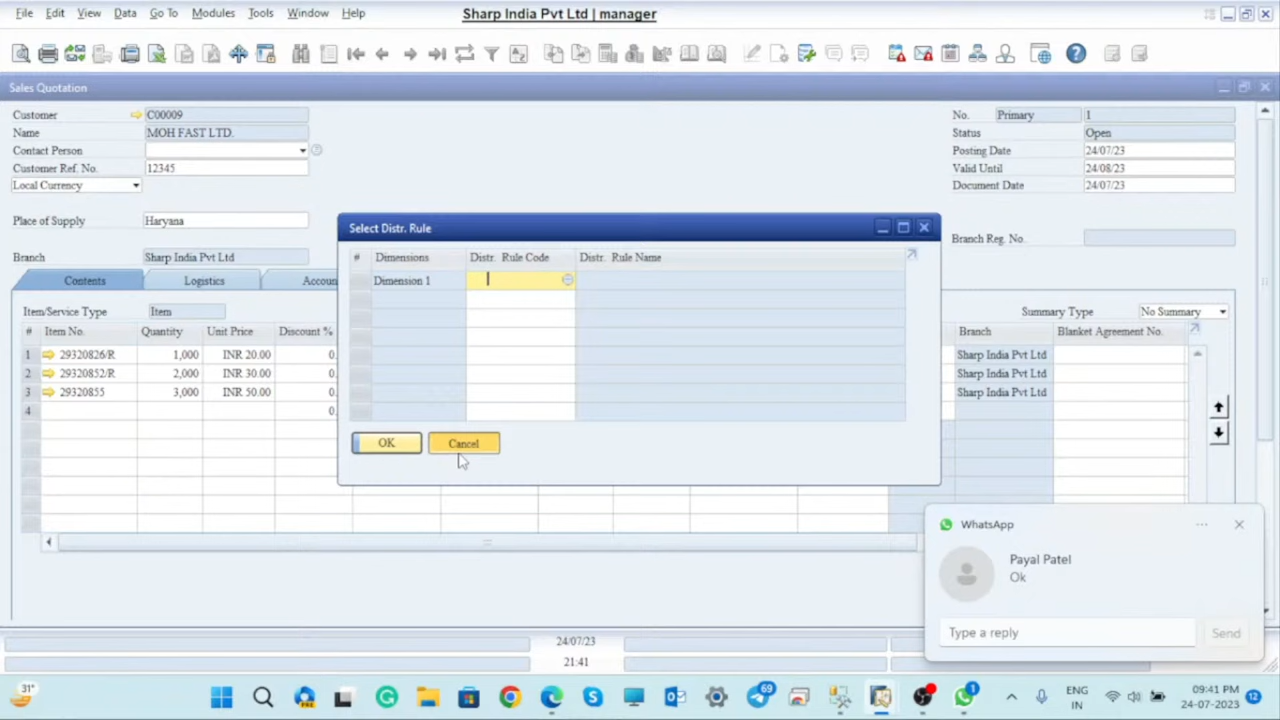 File Edit View Data Go To Modules Tools Window Help Sharp India Pvt Ltd | manager
Sales Quotation
Customer C00009 No. Primary 1
Name MOH FAST LTD. Status Open
Contact Person Posting Date 24/07/23
Customer Ref. No. 12345 Valid Until 24/08/23
Local Currency Document Date 24/07/23
Place of Supply Haryana
Select Distr. Rule
Branch Reg. No.
Branch Sharp India Pvt Ltd
# Dimensions Distr. Rule Code Distr. Rule Name
Dimension 1
Contents Logistics Accoun
Item/Service Type Item Summary Type No Summary
# Item No. Quantity Unit Price Discount % Branch Blanket Agreement No.
1 29320826/R 1,000 INR 20.00 0. Sharp India Pvt Ltd
2 29320852/R 2,000 INR 30.00 0. Sharp India Pvt Ltd
3 29320855 3,000 INR 50.00 0. Sharp India Pvt Ltd
4 0.
OK Cancel
WhatsApp
Payal Patel
Ok
Type a reply Send
24/07/23
21:41
31°
69
1
ENG
IN
09:41 PM
24-07-2023
12